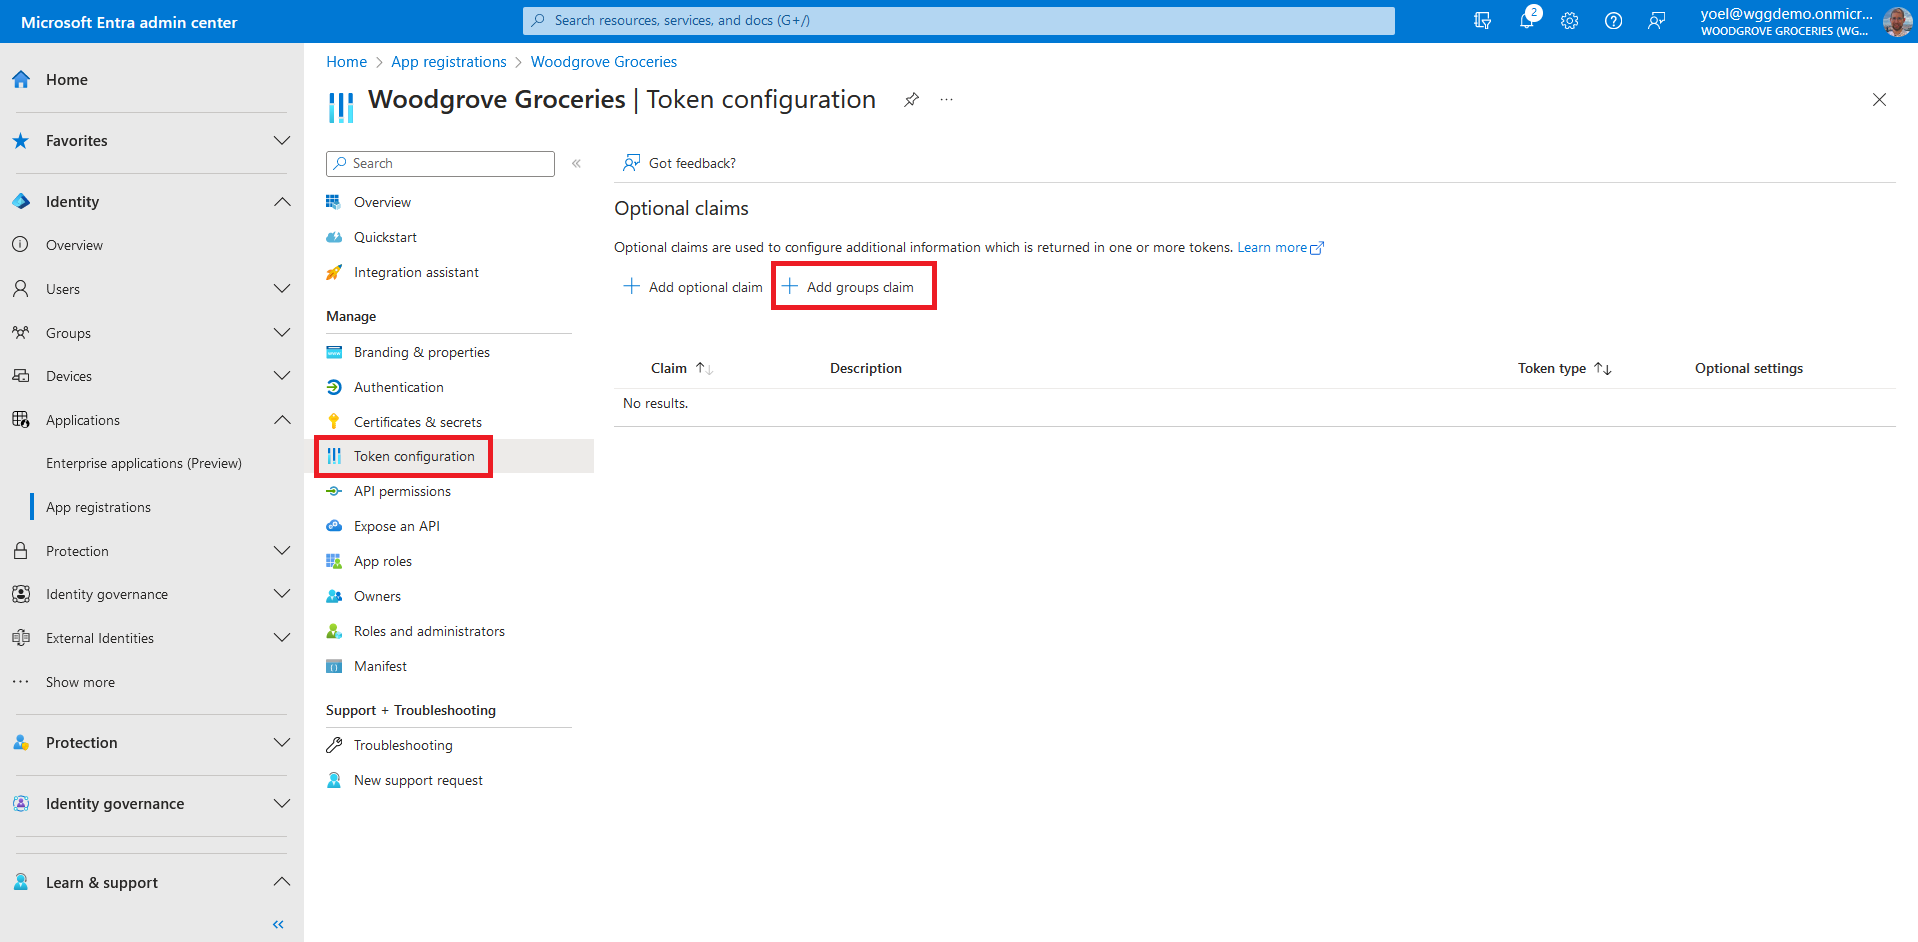 Microsoft Entra admin center
Search resources, services, and docs (G+/)
2
yoel@wggdemo.onmicr...
WOODGROVE GROCERIES (WG...
Home
Favorites
Identity
Overview
Users
Groups
Devices
Applications
Enterprise applications (Preview)
App registrations
Protection
Identity governance
External Identities
Show more
Protection
Identity governance
Learn & support
Home > App registrations > Woodgrove Groceries
Woodgrove Groceries | Token configuration
Search
Overview
Quickstart
Integration assistant
Manage
Branding & properties
Authentication
Certificates & secrets
Token configuration
API permissions
Expose an API
App roles
Owners
Roles and administrators
Manifest
Support + Troubleshooting
Troubleshooting
New support request
Got feedback?
Optional claims
Optional claims are used to configure additional information which is returned in one or more tokens. Learn more
Add optional claim Add groups claim
Claim Description Token type Optional settings
No results.